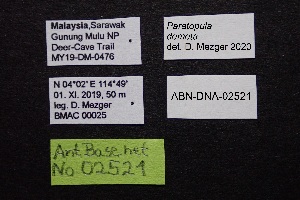 Malaysia,Sarawak
Gunung Mulu NP
Deer-Cave Trail
MY19-DM-0476
Paratopula
demeta
det. D. Mezger 2020
N 04°02' E 114°49'
01. XI. 2019, 50 m
leg. D. Mezger
BMAC 00025
ABN-DNA-02521
AntBase.net
No 02521